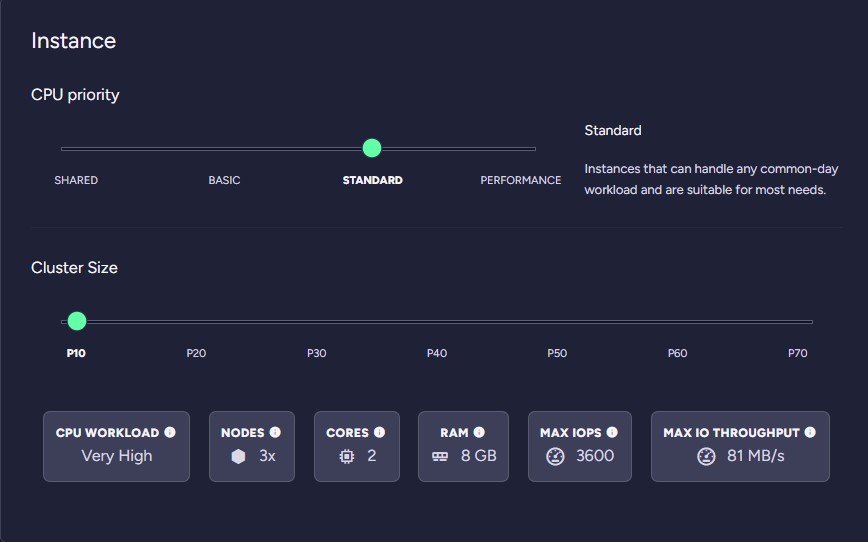 Instance
CPU priority
SHARED BASIC STANDARD PERFORMANCE
Standard
Instances that can handle any common-day
workload and are suitable for most needs.
Cluster Size
P10 P20 P30 P40 P50 P60 P70
CPU WORKLOAD NODES CORES RAM MAX IOPS MAX IO THROUGHPUT
Very High 3x 2 8 GB 3600 81 MB/s